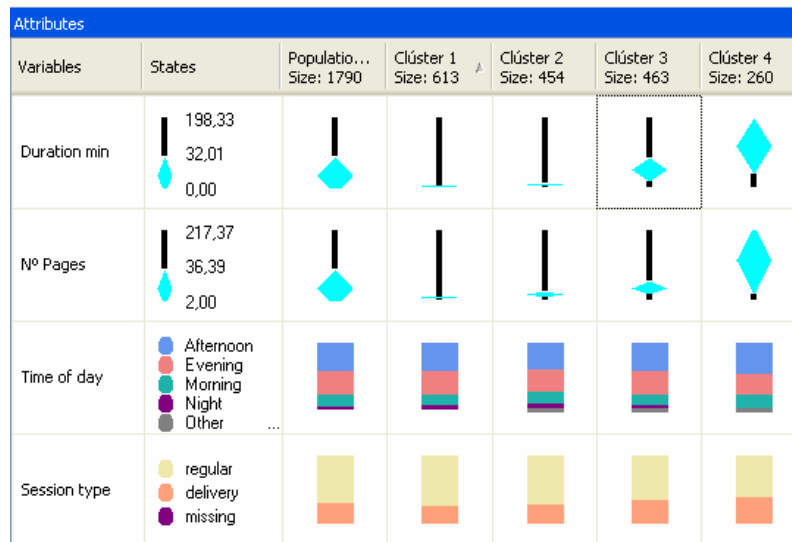 Attributes
Variables States Populatio... Size: 1790 Clúster 1 Size: 613 Clúster 2 Size: 454 Clúster 3 Size: 463 Clúster 4 Size: 260
Duration min
198,33
32,01
0,00
Nº Pages
217,37
36,39
2,00
Time of day
Afternoon
Evening
Morning
Night
Other ...
Session type
regular
delivery
missing